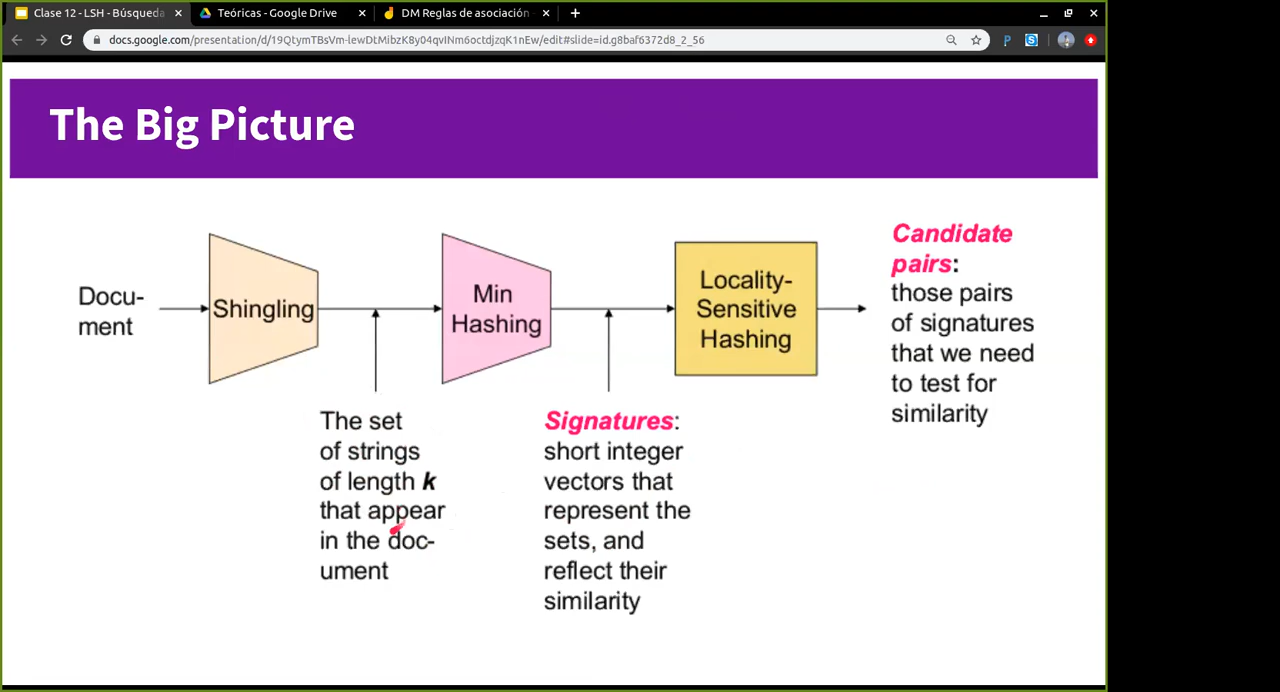 Clase 12 - LSH - Búsqueda
Teóricas - Google Drive
DM Reglas de asociación
docs.google.com/presentation/d/19QtymTBsVm-lewDtMibzK8y04qvINm6octdjzqK1nEw/edit#slide=id.g8baf6372d8_2_56
The Big Picture
Docu-
ment
Shingling
Min
Hashing
Locality-
Sensitive
Hashing
Candidate
pairs:
those pairs
of signatures
that we need
to test for
similarity
The set
of strings
of length k
that appear
in the doc-
ument
Signatures:
short integer
vectors that
represent the
sets, and
reflect their
similarity